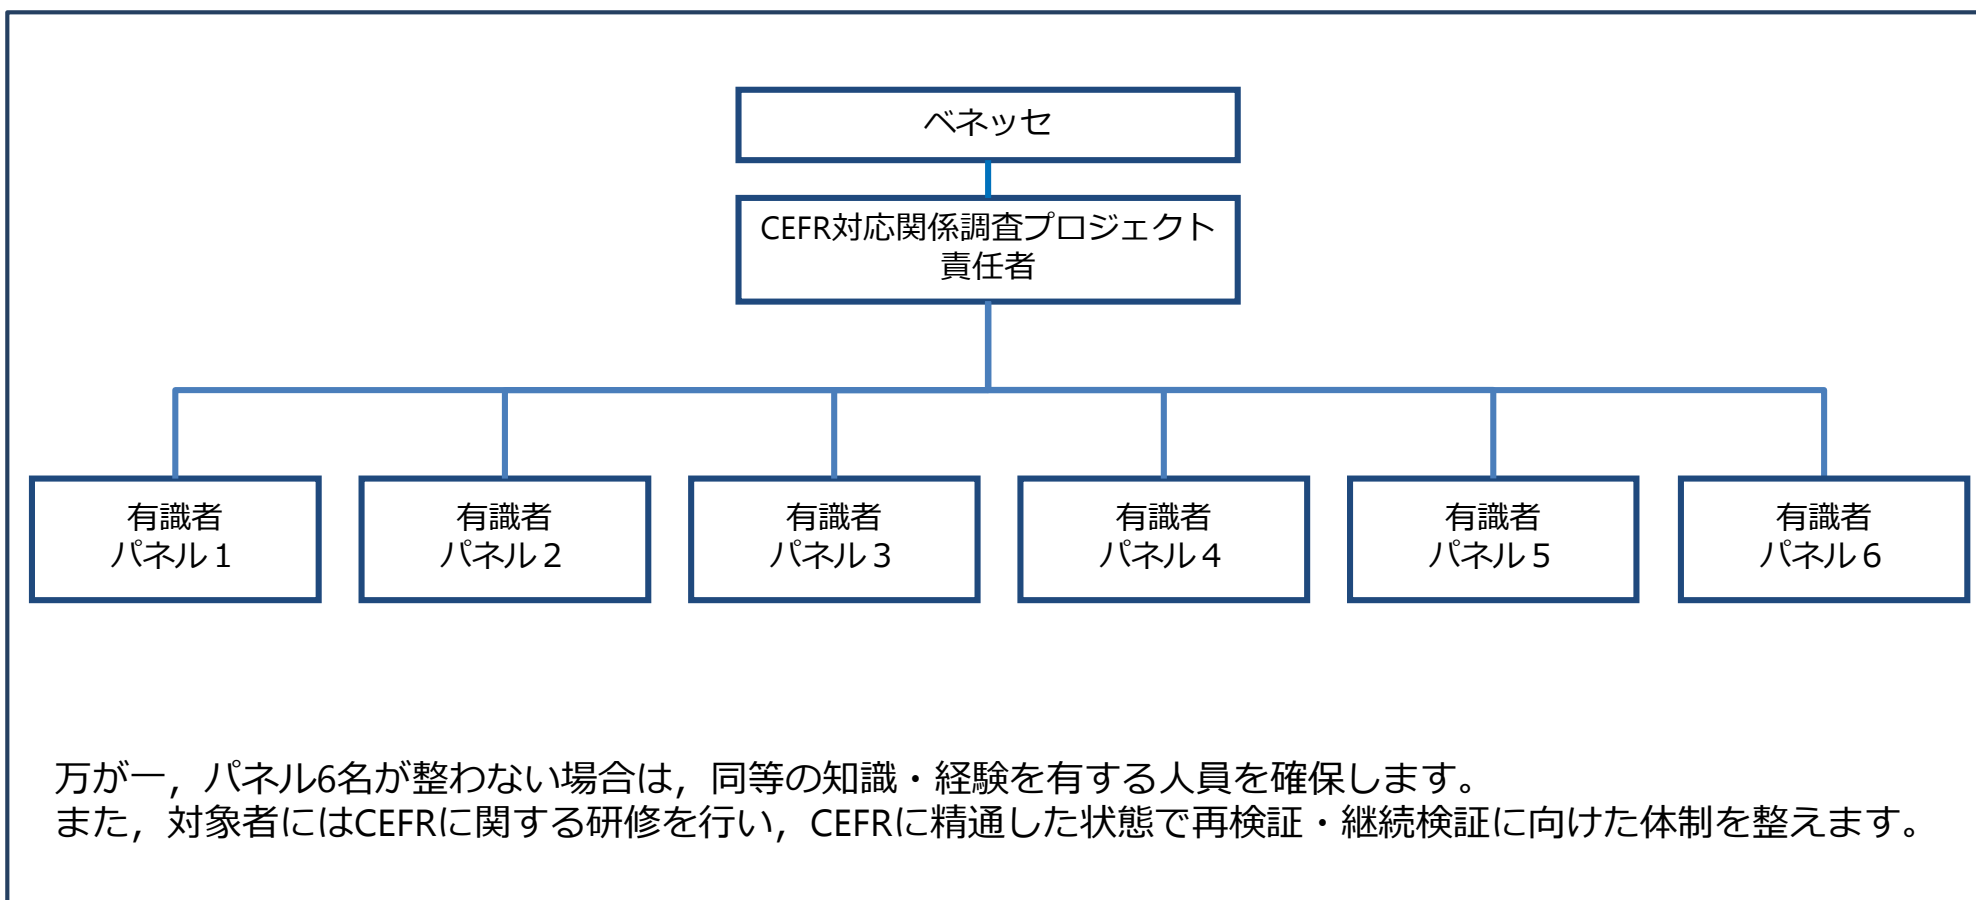 ベネッセ
CEFR対応関係調査プロジェクト
責任者
有識者
パネル１
有識者
パネル２
有識者
パネル３
有識者
パネル４
有識者
パネル５
有識者
パネル６
万が一，パネル6名が整わない場合は，同等の知識・経験を有する人員を確保します。
また，対象者にはCEFRに関する研修を行い，CEFRに精通した状態で再検証・継続検証に向けた体制を整えます。